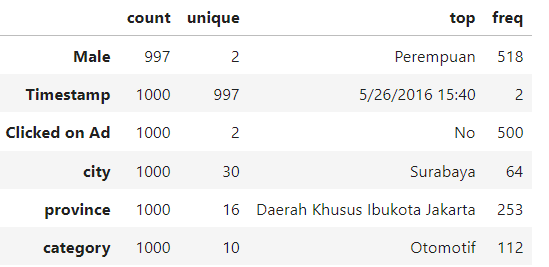 count unique top freq
Male 997 2 Perempuan 518
Timestamp 1000 997 5/26/2016 15:40 2
Clicked on Ad 1000 2 No 500
city 1000 30 Surabaya 64
province 1000 16 Daerah Khusus Ibukota Jakarta 253
category 1000 10 Otomotif 112